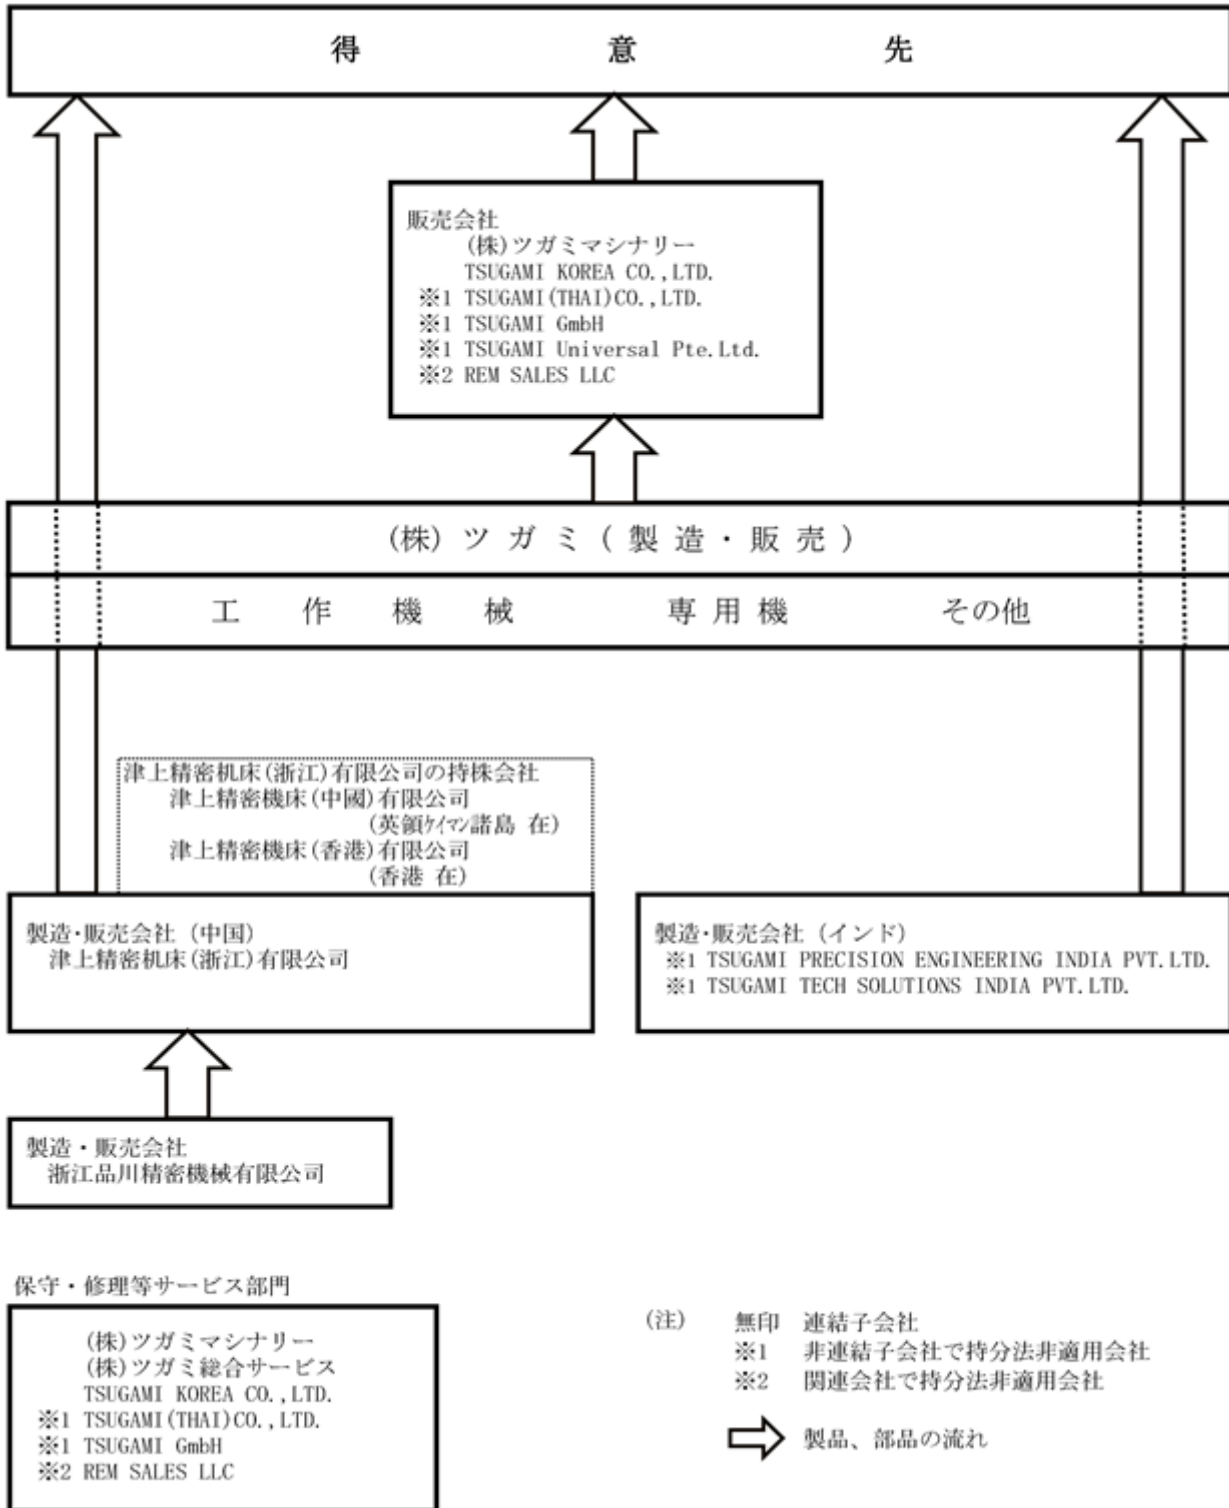 得意先
販売会社
(株)ツガミマシナリー
TSUGAMI KOREA CO.,LTD.
※1 TSUGAMI(THAI)CO.,LTD.
※1 TSUGAMI GmbH
※1 TSUGAMI Universal Pte.Ltd.
※2 REM SALES LLC
(株)ツガミ(製造・販売)
工作機械 専用機 その他
津上精密机床(浙江)有限公司の持株会社
津上精密機床(中國)有限公司
(英領ｹｲﾏﾝ諸島 在)
津上精密機床(香港)有限公司
(香港 在)
製造・販売会社 (中国)
津上精密机床(浙江)有限公司
製造・販売会社 (インド)
※1 TSUGAMI PRECISION ENGINEERING INDIA PVT.LTD.
※1 TSUGAMI TECH SOLUTIONS INDIA PVT.LTD.
製造・販売会社
浙江品川精密機械有限公司
保守・修理等サービス部門
(株)ツガミマシナリー
(株)ツガミ総合サービス
TSUGAMI KOREA CO.,LTD.
※1 TSUGAMI(THAI)CO.,LTD.
※1 TSUGAMI GmbH
※2 REM SALES LLC
(注) 無印 連結子会社
※1 非連結子会社で持分法非適用会社
※2 関連会社で持分法非適用会社
製品、部品の流れ